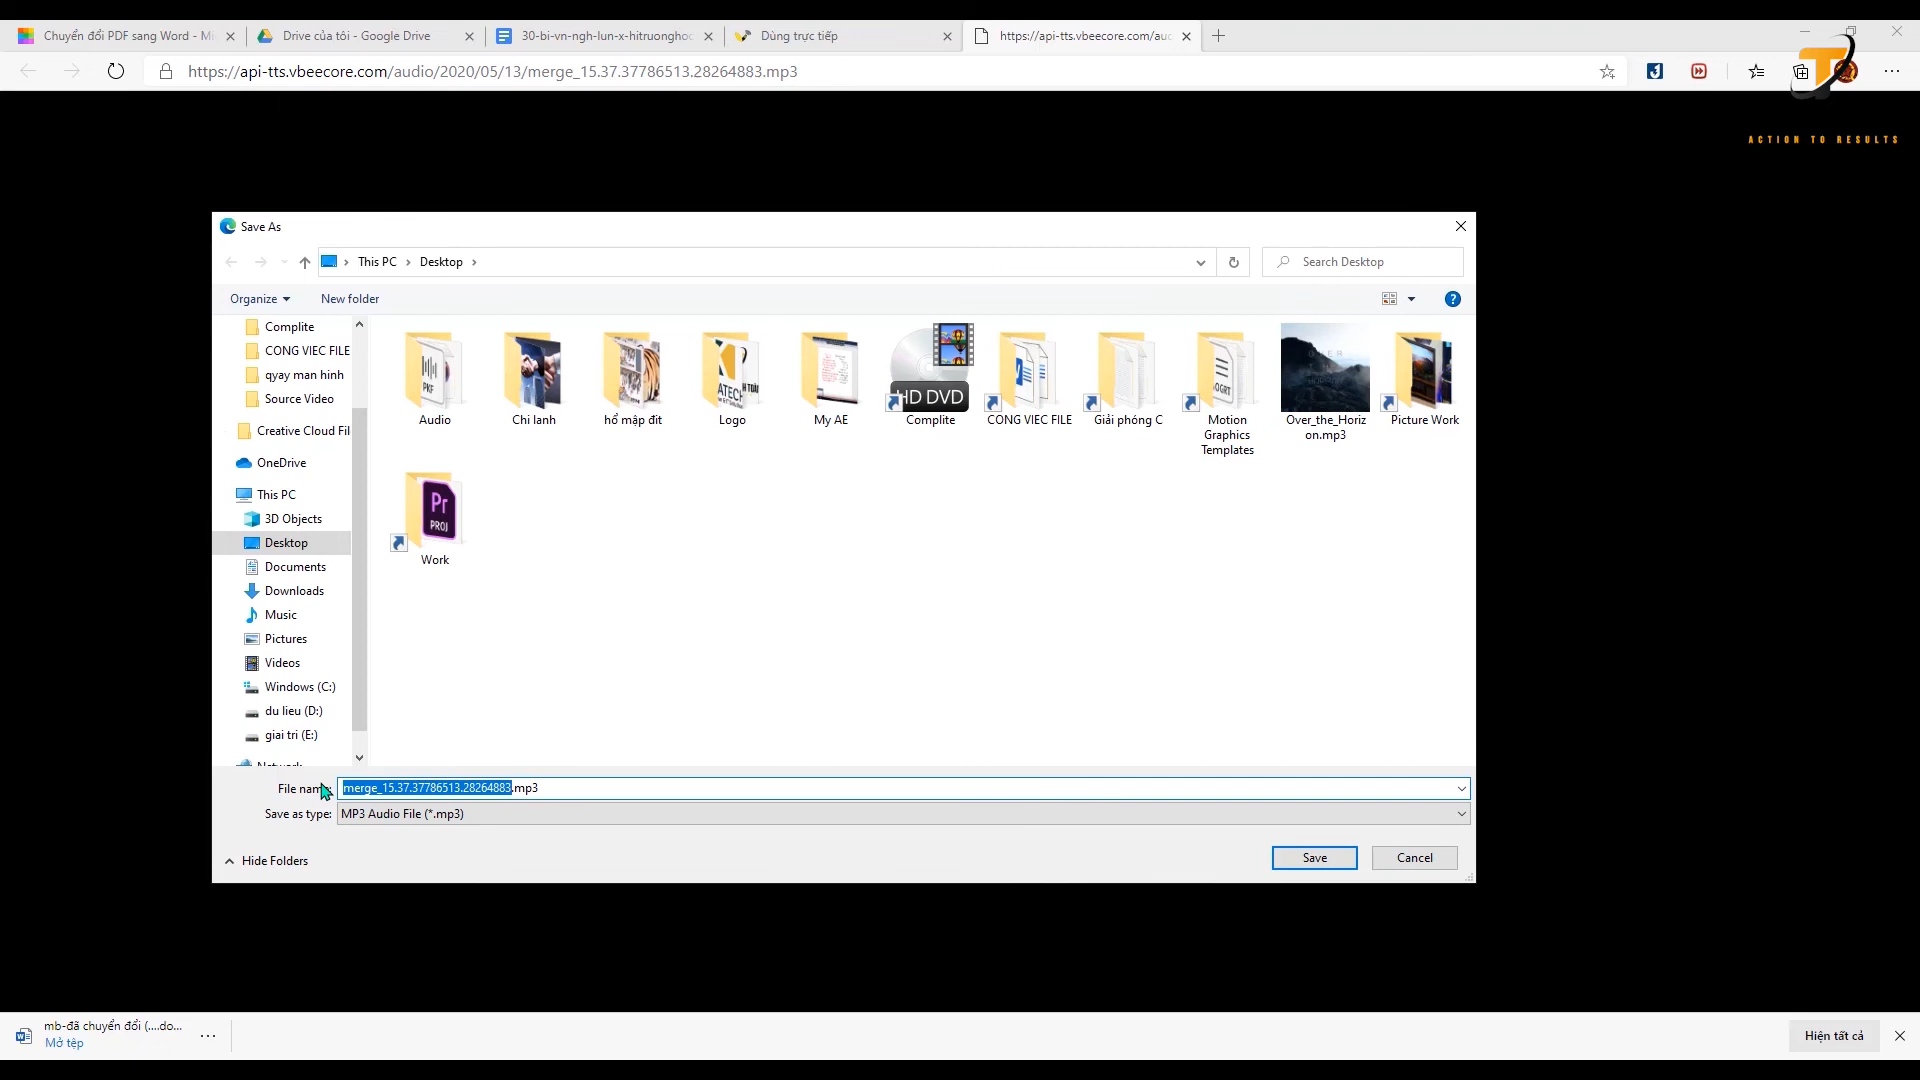 Chuyển đổi PDF sang Word - Mi
Drive của tôi - Google Drive
30-bi-vn-ngh-lun-x-hitruonghoc
Dùng trực tiếp
https://api-tts.vbeecore.com/aud
https://api-tts.vbeecore.com/audio/2020/05/13/merge_15.37.37786513.28264883.mp3
ACTION TO RESULTS
Save As
This PC > Desktop >
Search Desktop
Organize
New folder
Complite
CONG VIEC FILE
qyay man hinh
Source Video
Creative Cloud Fil
OneDrive
This PC
3D Objects
Desktop
Documents
Downloads
Music
Pictures
Videos
Windows (C:)
du lieu (D:)
giai tri (E:)
Network
PKF
Audio
Chi lanh
hổ mập đit
Logo
My AE
HD DVD
Complite
CONG VIEC FILE
Giải phóng C
Motion
Graphics
Templates
Over_the_Horiz
on.mp3
Picture Work
Pr
PROJ
Work
File name:
merge_15.37.37786513.28264883.mp3
Save as type:
MP3 Audio File (*.mp3)
Hide Folders
Save
Cancel
mb-đã chuyển đổi (....do...
Mở tệp
Hiện tất cả